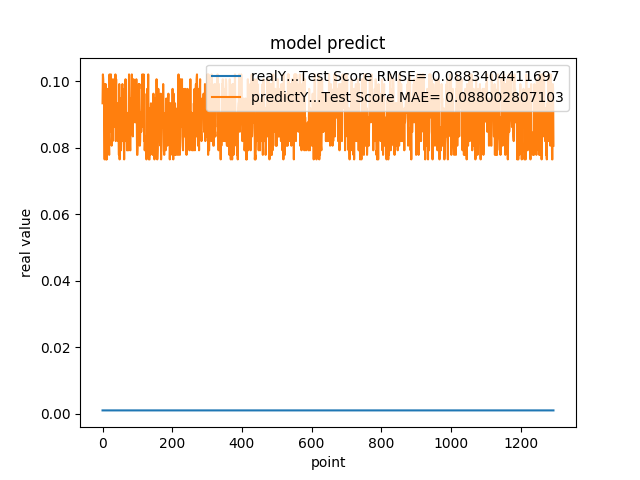 model predict
realY...Test Score RMSE= 0.0883404411697
predictY...Test Score MAE= 0.088002807103
0.10
0.08
0.06
0.04
0.02
0.00
real value
0
200
400
600
800
1000
1200
point